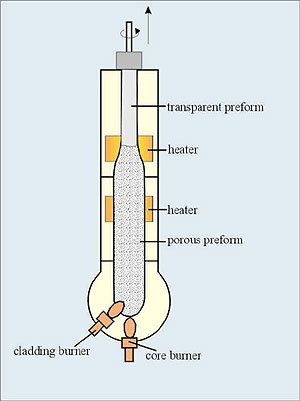 transparent preform
heater
heater
porous preform
cladding burner
core burner